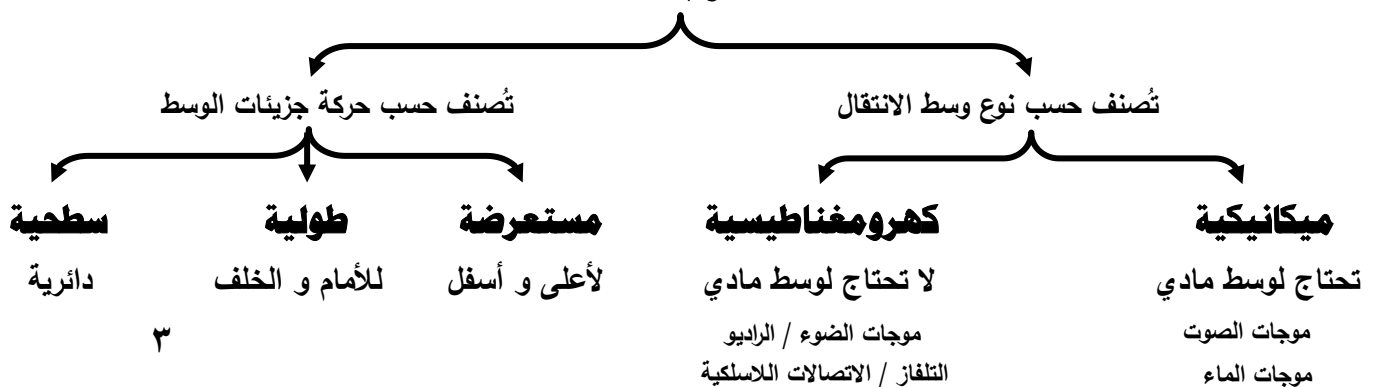 تُصنف حسب نوع وسط الانتقال
تُصنف حسب حركة جزيئات الوسط
ميكانيكية
كهرومغناطيسية
مستعرضة
طولية
سطحية
تحتاج لوسط مادي
لا تحتاج لوسط مادي
لأعلى و أسفل
للأمام و الخلف
دائرية
موجات الصوت
موجات الضوء / الراديو
٣
موجات الماء
التلفاز / الاتصالات اللاسلكية